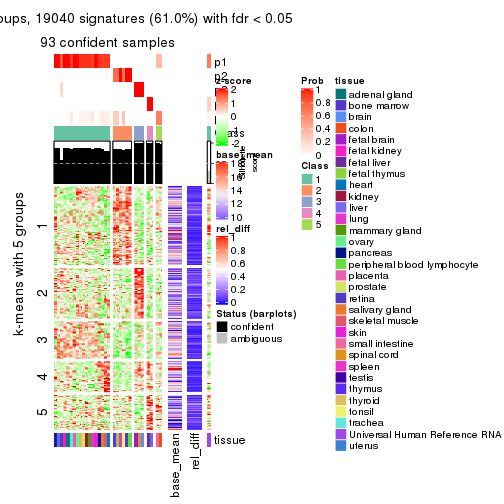 oups, 19040 signatures (61.0%) with fdr < 0.05
93 confident samples
p1
p2
z-score
2
1
0
-1
-2
Class
base_mean
16
14
12
10
rel_diff
1
0.8
0.6
0.4
0.2
0
Status (barplots)
confident
ambiguous
Prob
1
0.8
0.6
0.4
0.2
0
Class
1
2
3
4
5
tissue
adrenal gland
bone marrow
brain
colon
fetal brain
fetal kidney
fetal liver
fetal thymus
heart
kidney
liver
lung
mammary gland
ovary
pancreas
peripheral blood lymphocyte
placenta
prostate
retina
salivary gland
skeletal muscle
skin
small intestine
spinal cord
spleen
testis
thymus
thyroid
tonsil
trachea
Universal Human Reference RNA
uterus
k-means with 5 groups
1
2
3
4
5
tissue
base_mean
rel_diff
score